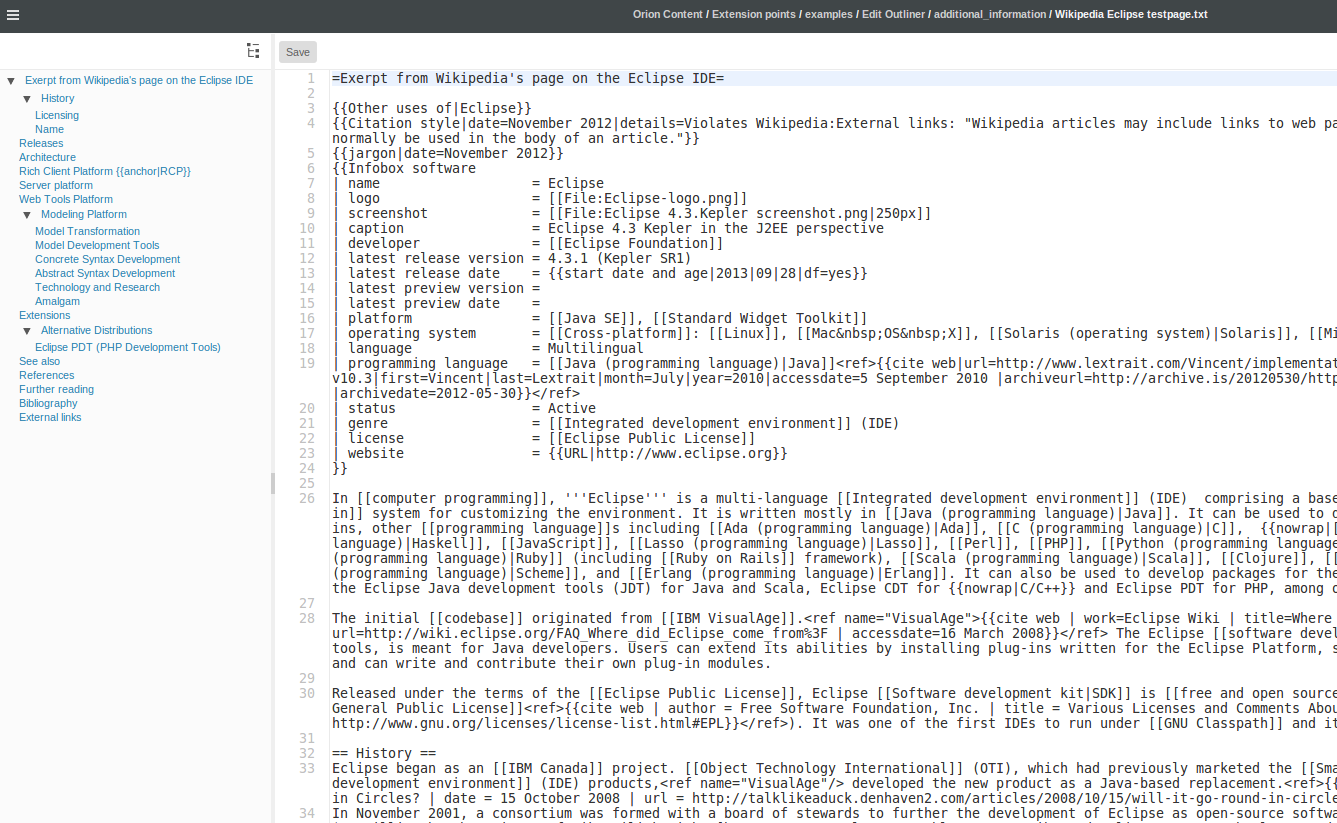 Orion Content / Extension points / examples / Edit Outliner / additional_information / Wikipedia Eclipse testpage.txt
Save
Exerpt from Wikipedia's page on the Eclipse IDE
History
Licensing
Name
Releases
Architecture
Rich Client Platform {{anchor|RCP}}
Server platform
Web Tools Platform
Modeling Platform
Model Transformation
Model Development Tools
Concrete Syntax Development
Abstract Syntax Development
Technology and Research
Amalgam
Extensions
Alternative Distributions
Eclipse PDT (PHP Development Tools)
See also
References
Further reading
Bibliography
External links
1 =Exerpt from Wikipedia's page on the Eclipse IDE=
2
3 {{Other uses of|Eclipse}}
4 {{Citation style|date=November 2012|details=Violates Wikipedia:External links: "Wikipedia articles may include links to web pa
normally be used in the body of an article."}}
5 {{jargon|date=November 2012}}
6 {{Infobox software
7 | name                   = Eclipse
8 | logo                   = [[File:Eclipse-logo.png]]
9 | screenshot             = [[File:Eclipse 4.3.Kepler screenshot.png|250px]]
10 | caption                = Eclipse 4.3 Kepler in the J2EE perspective
11 | developer              = [[Eclipse Foundation]]
12 | latest release version = 4.3.1 (Kepler SR1)
13 | latest release date    = {{start date and age|2013|09|28|df=yes}}
14 | latest preview version =
15 | latest preview date    =
16 | platform               = [[Java SE]], [[Standard Widget Toolkit]]
17 | operating system       = [[Cross-platform]]: [[Linux]], [[Mac&nbsp;OS&nbsp;X]], [[Solaris (operating system)|Solaris]], [[Mi
18 | language               = Multilingual
19 | programming language   = [[Java (programming language)|Java]]<ref>{{cite web|url=http://www.lextrait.com/Vincent/implementat
v10.3|first=Vincent|last=Lextrait|month=July|year=2010|accessdate=5 September 2010 |archiveurl=http://archive.is/20120530/http
|archivedate=2012-05-30}}</ref>
20 | status                 = Active
21 | genre                  = [[Integrated development environment]] (IDE)
22 | license                = [[Eclipse Public License]]
23 | website                = {{URL|http://www.eclipse.org}}
24 }}
25
26 In [[computer programming]], '''Eclipse''' is a multi-language [[Integrated development environment]] (IDE)  comprising a base
in]] system for customizing the environment. It is written mostly in [[Java (programming language)|Java]]. It can be used to d
ins, other [[programming language]]s including [[Ada (programming language)|Ada]], [[C (programming language)|C]],  {{nowrap|[
language)|Haskell]], [[JavaScript]], [[Lasso (programming language)|Lasso]], [[Perl]], [[PHP]], [[Python (programming language
(programming language)|Ruby]] (including [[Ruby on Rails]] framework), [[Scala (programming language)|Scala]], [[Clojure]], [[
(programming language)|Scheme]], and [[Erlang (programming language)|Erlang]]. It can also be used to develop packages for the
the Eclipse Java development tools (JDT) for Java and Scala, Eclipse CDT for {{nowrap|C/C++}} and Eclipse PDT for PHP, among o
27
28 The initial [[codebase]] originated from [[IBM VisualAge]].<ref name="VisualAge">{{cite web | work=Eclipse Wiki | title=Where
url=http://wiki.eclipse.org/FAQ_Where_did_Eclipse_come_from%3F | accessdate=16 March 2008}}</ref> The Eclipse [[software devel
tools, is meant for Java developers. Users can extend its abilities by installing plug-ins written for the Eclipse Platform, s
and can write and contribute their own plug-in modules.
29
30 Released under the terms of the [[Eclipse Public License]], Eclipse [[Software development kit|SDK]] is [[free and open source
General Public License]]<ref>{{cite web | author = Free Software Foundation, Inc. | title = Various Licenses and Comments Abou
http://www.gnu.org/licenses/license-list.html#EPL}}</ref>). It was one of the first IDEs to run under [[GNU Classpath]] and it
31
32 == History ==
33 Eclipse began as an [[IBM Canada]] project. [[Object Technology International]] (OTI), which had previously marketed the [[Sma
development environment]] (IDE) products,<ref name="VisualAge"/> developed the new product as a Java-based replacement.<ref>{{
in Circles? | date = 15 October 2008 | url = http://talklikeaduck.denhaven2.com/articles/2008/10/15/will-it-go-round-in-circle
34 In November 2001, a consortium was formed with a board of stewards to further the development of Eclipse as open-source softwa